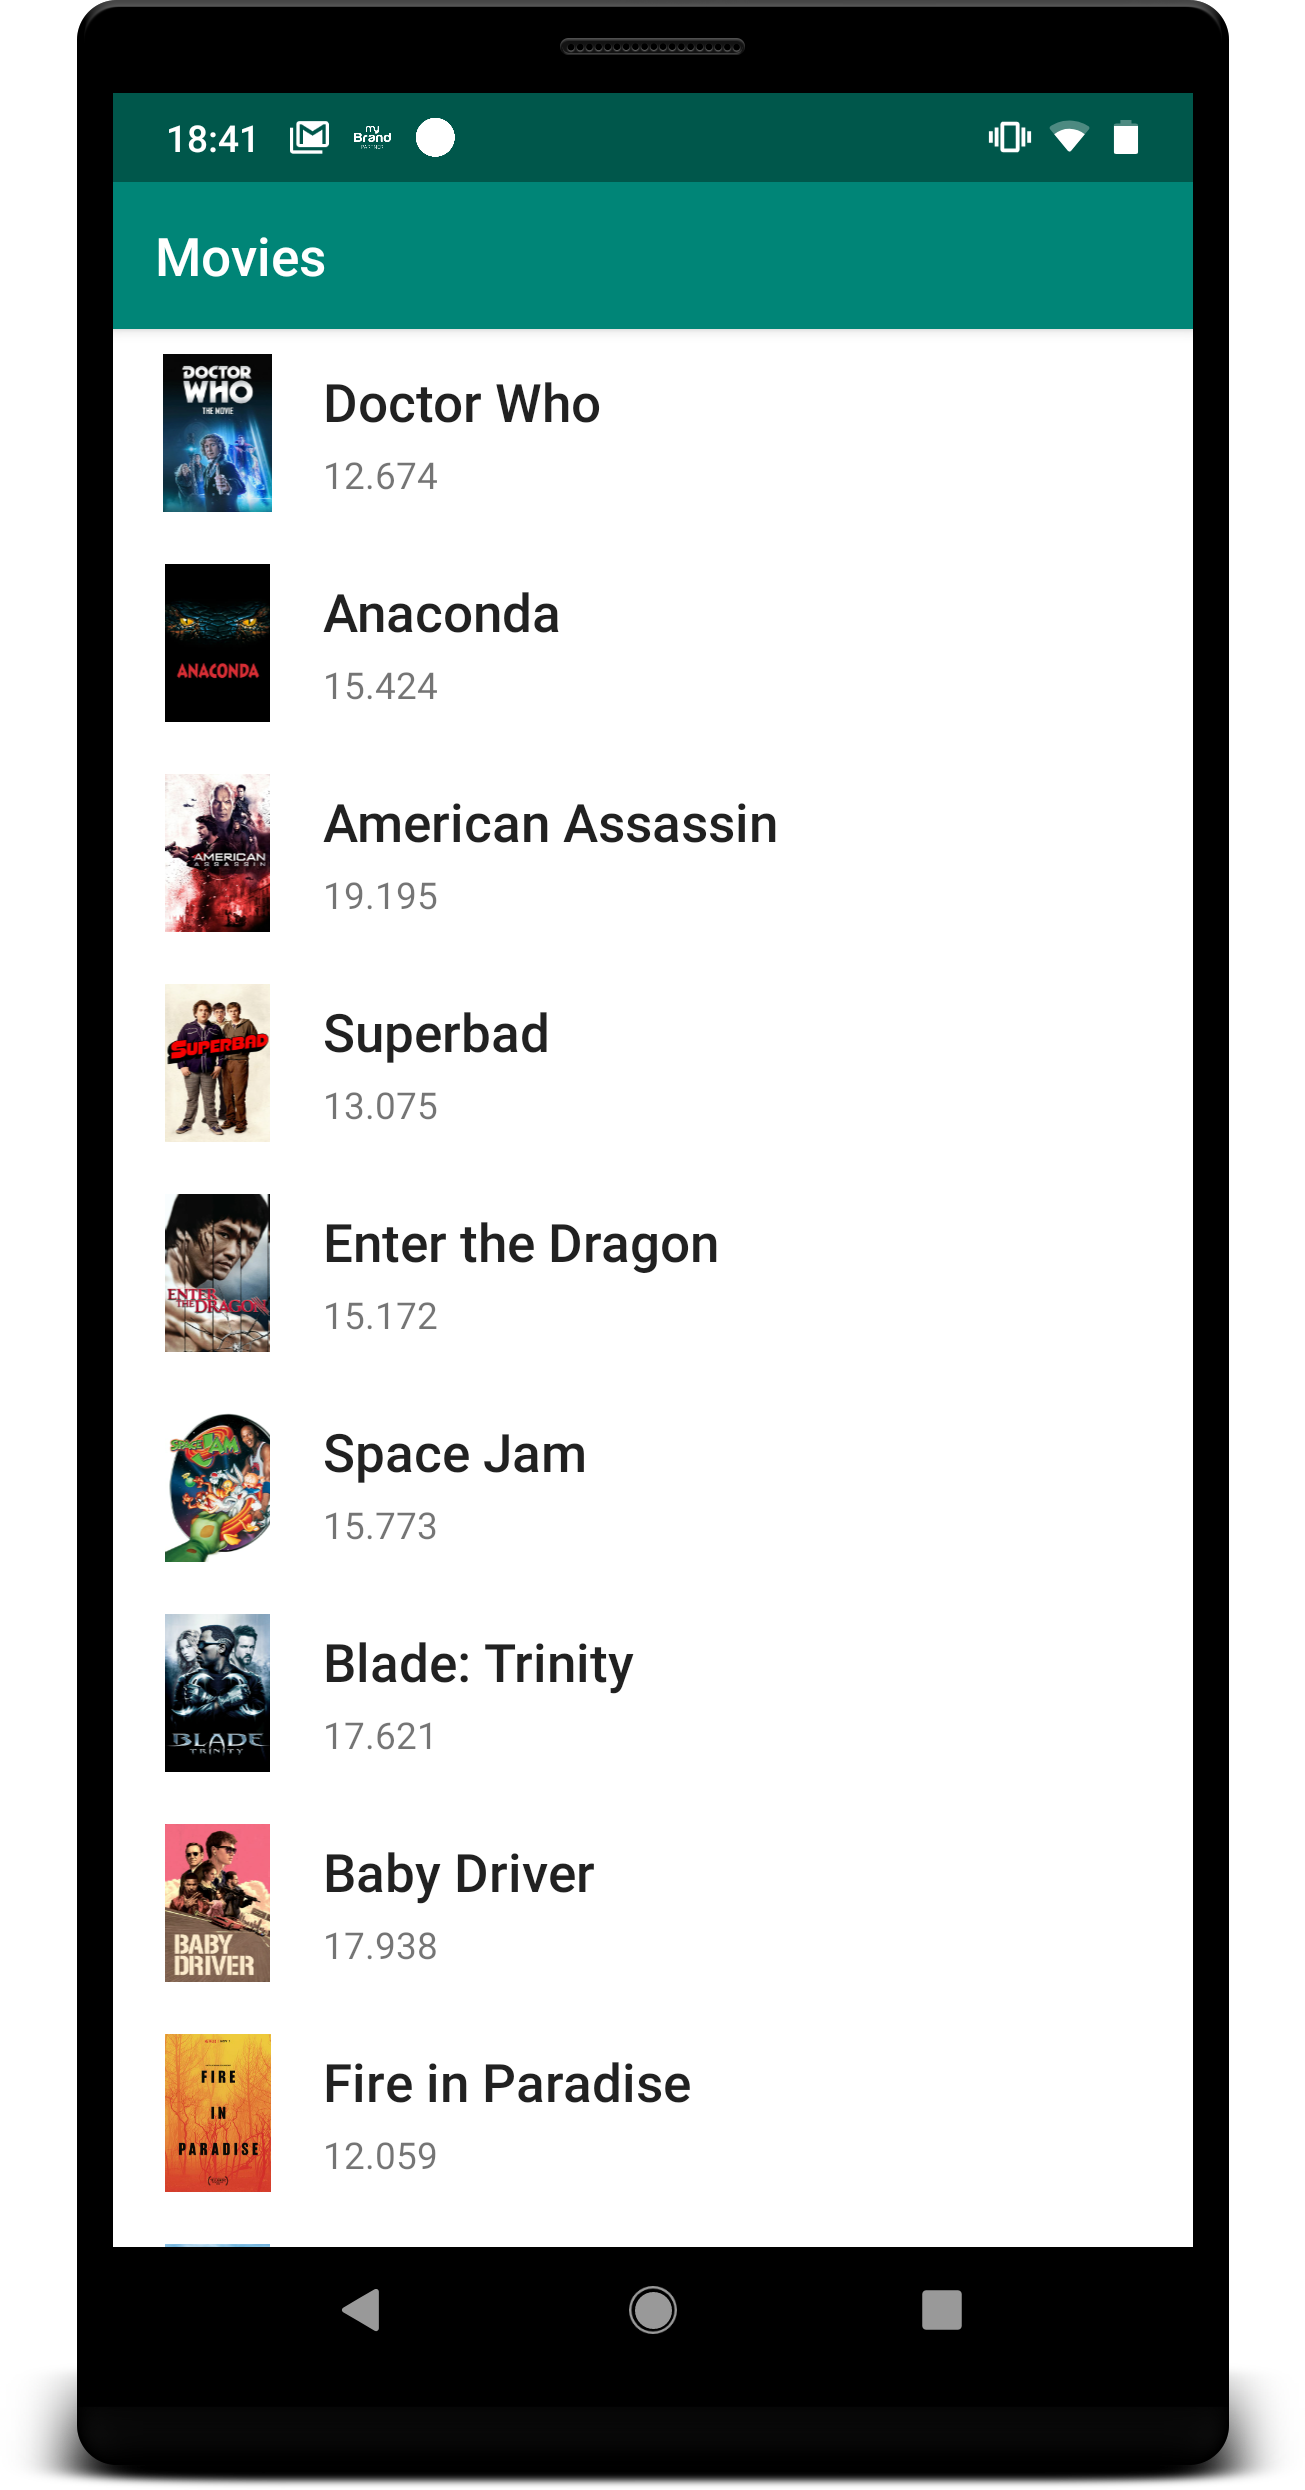 18:41 my Brand PARTNER
Movies
DOCTOR
WHO
THE MOVIE
Doctor Who
12.674
ANACONDA
Anaconda
15.424
AMERICAN
ASSASSIN
American Assassin
19.195
SUPERBAD
Superbad
13.075
ENTER
THE DRAGON
Enter the Dragon
15.172
SPACE JAM
Space Jam
15.773
BLADE
TRINITY
Blade: Trinity
17.621
BABY
DRIVER
Baby Driver
17.938
FIRE
IN
PARADISE
Fire in Paradise
12.059